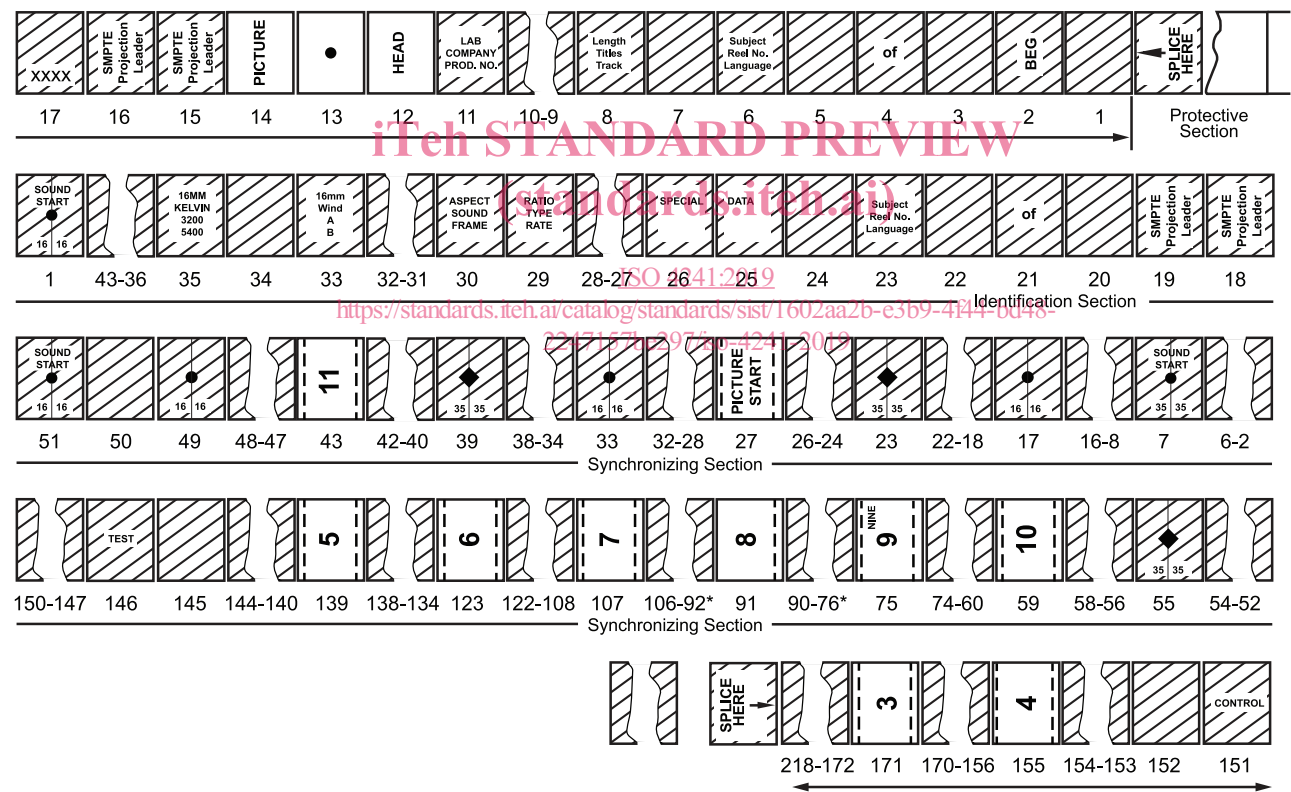 XXXX
SMPTE
Projection
Leader
SMPTE
Projection
Leader
PICTURE
HEAD
LAB
COMPANY
PROD. NO.
Length
Titles
Track
Subject
Reel No.
Language
of
BEG
SPLICE
HERE
17 16 15 14 13 12 11 10-9 8 7 6 5 4 3 2 1
Protective
Section
iTeh STANDARD PREVIEW
(standards.iteh.ai)
SOUND
START
16 16
16MM
KELVIN
3200
5400
16mm
Wind
A
B
ASPECT
SOUND
FRAME
RATIO
TYPE
RATE
SPECIAL DATA
Subject
Reel No.
Language
of
SMPTE
Projection
Leader
SMPTE
Projection
Leader
1 43-36 35 34 33 32-31 30 29 28-27 26 25 24 23 22 21 20 19 18
ISO 4241:2019
Identification Section
https://standards.iteh.ai/catalog/standards/sist/1602aa2b-e3b9-4f44-bd48-
2247157be297/iso-4241-2019
SOUND
START
16 16
16 16
11
35 35
16 16
PICTURE
START
35 35
16 16
SOUND
START
35 35
51 50 49 48-47 43 42-40 39 38-34 33 32-28 27 26-24 23 22-18 17 16-8 7 6-2
Synchronizing Section
TEST
5
6
7
8
NINE
9
10
35 35
150-147 146 145 144-140 139 138-134 123 122-108 107 106-92* 91 90-76* 75 74-60 59 58-56 55 54-52
Synchronizing Section
SPLICE
HERE
3
4
CONTROL
218-172 171 170-156 155 154-153 152 151